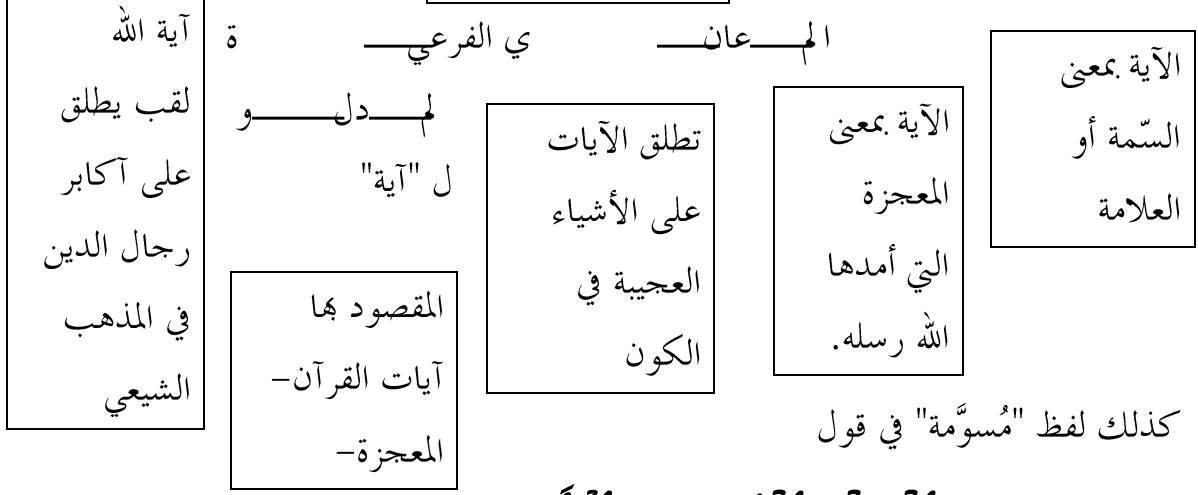 المعاني الفرعية
لمدلول "آية"
الآية بمعنى
السّمة أو
العلامة
الآية بمعنى
المعجزة
التي أمدها
الله رسله.
تطلق الآيات
على الأشياء
العجيبة في
الكون
المقصود بها
آيات القرآن–
المعجزة–
آية الله
لقب يطلق
على آكابر
رجال الدين
في المذهب
الشيعي
كذلك لفظ "مُسوَّمة" في قول